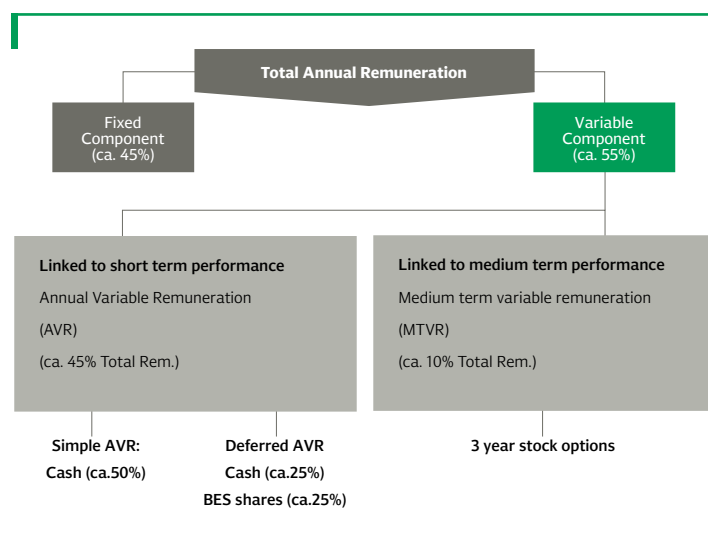 Total Annual Remuneration
Fixed
Component
(ca. 45%)
Variable
Component
(ca. 55%)
Linked to short term performance
Annual Variable Remuneration
(AVR)
(ca. 45% Total Rem.)
Linked to medium term performance
Medium term variable remuneration
(MTVR)
(ca. 10% Total Rem.)
Simple AVR:
Cash (ca.50%)
Deferred AVR
Cash (ca.25%)
BES shares (ca.25%)
3 year stock options